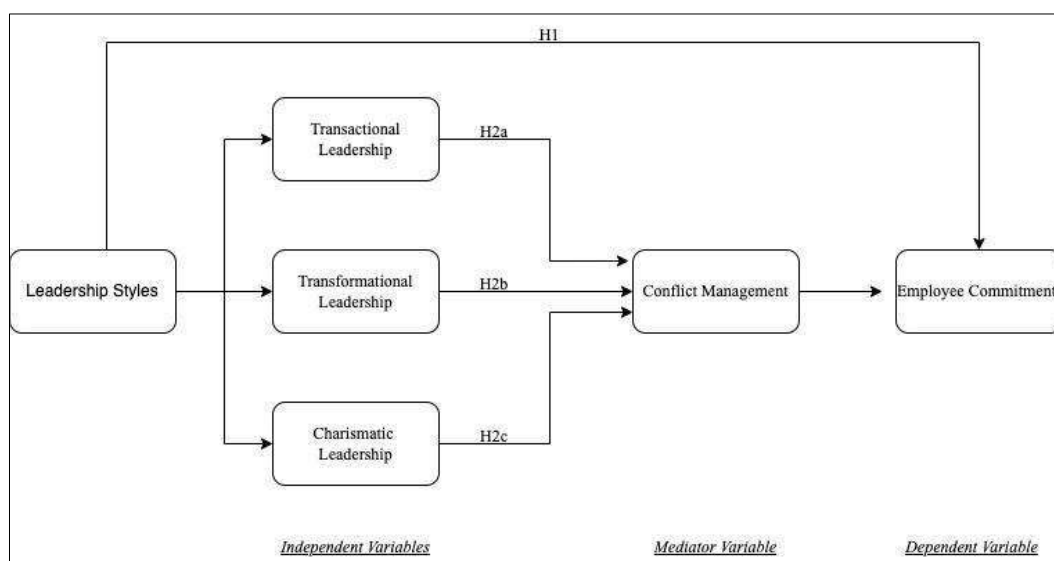 H1
Transactional
Leadership
H2a
Leadership Styles
Transformational
Leadership
H2b
Conflict Management
Employee Commitment
Charismatic
Leadership
H2c
Independent Variables
Mediator Variable
Dependent Variable